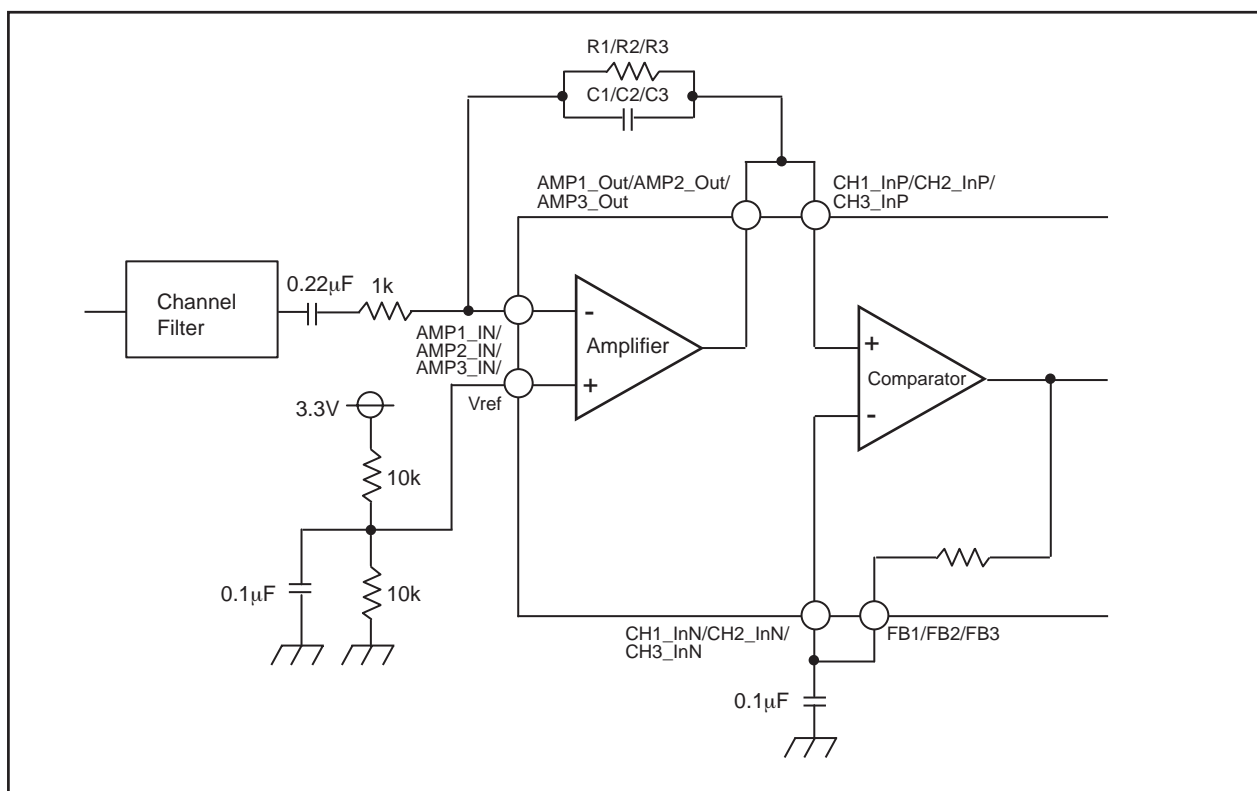 R1/R2/R3
C1/C2/C3
AMP1_Out/AMP2_Out/
AMP3_Out
CH1_InP/CH2_InP/
CH3_InP
Channel
Filter
0.22μF
1k
AMP1_IN/
AMP2_IN/
AMP3_IN/
-
Amplifier
+
Vref
+
Comparator
-
3.3V
10k
0.1μF
10k
CH1_InN/CH2_InN/
CH3_InN
FB1/FB2/FB3
0.1μF